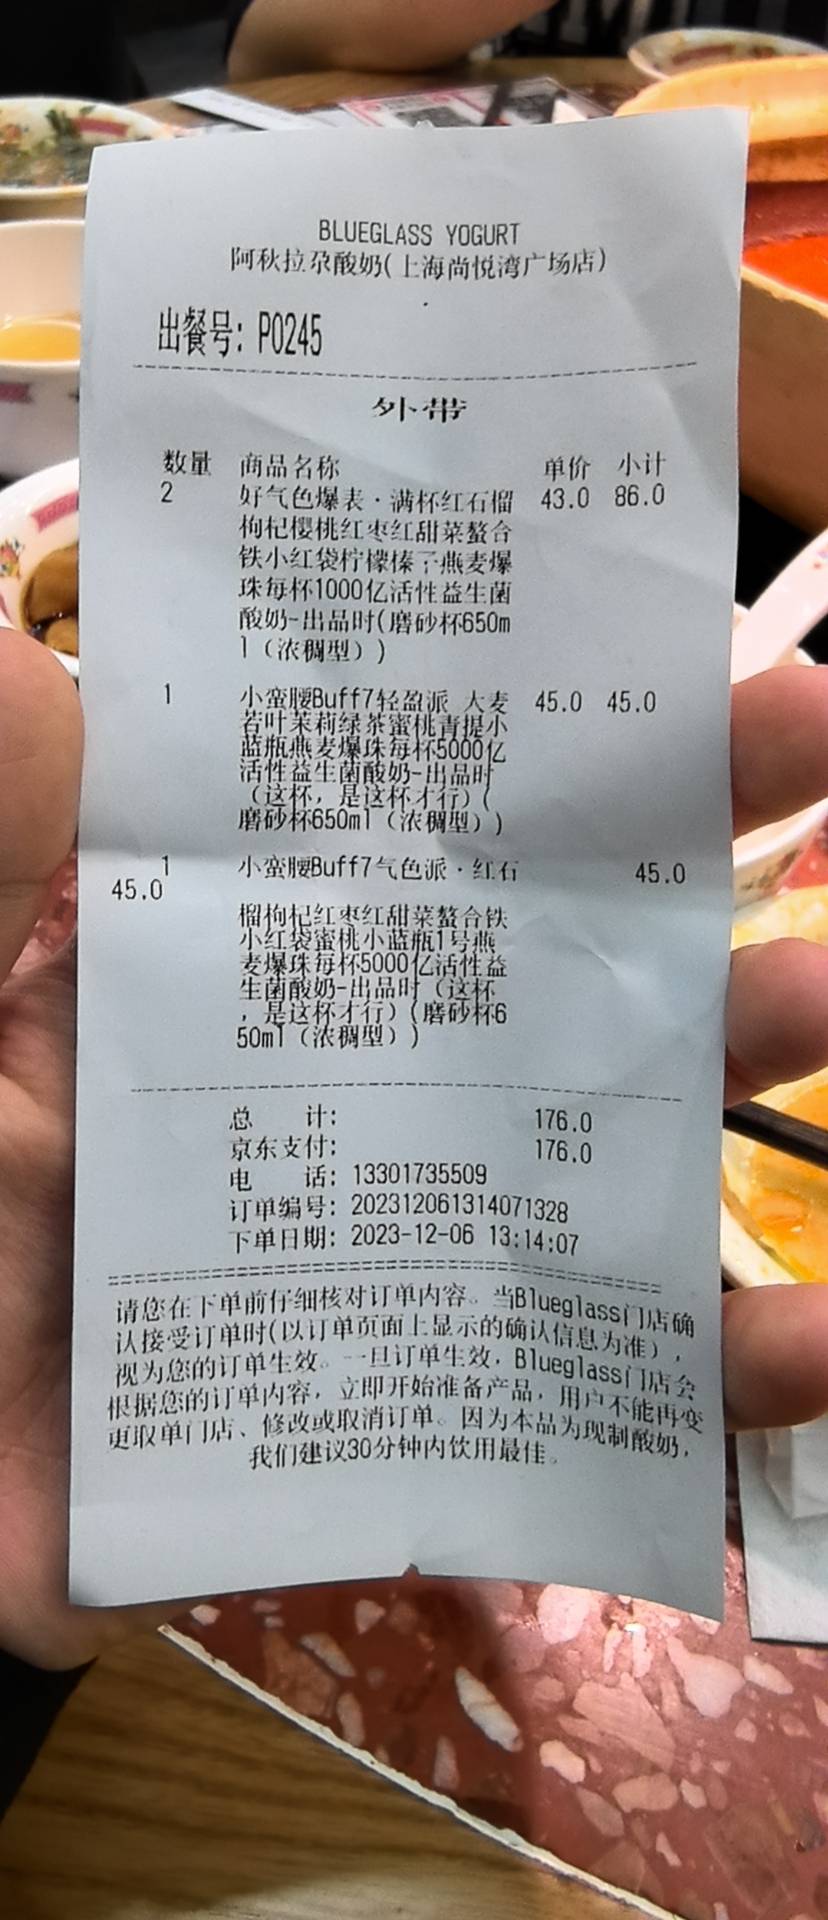 BLUEGLASS YOGURT
阿秋拉尕酸奶(上海尚悦湾广场店)
出餐号: P0245
外带
数量 商品名称 单价 小计
2 好气色爆表·满杯红石榴 43.0 86.0
枸杞樱桃红枣红甜菜螯合
铁小红袋柠檬榛子燕麦爆
珠每杯1000亿活性益生菌
酸奶-出品时(磨砂杯650m
l(浓稠型))
1 小蛮腰Buff7轻盈派 大麦 45.0 45.0
若叶茉莉绿茶蜜桃青提小
蓝瓶燕麦爆珠每杯5000亿
活性益生菌酸奶-出品时
(这杯, 是这杯才行)(
磨砂杯650ml(浓稠型))
1 小蛮腰Buff7气色派·红石 45.0
45.0
榴枸杞红枣红甜菜螯合铁
小红袋蜜桃小蓝瓶1号燕
麦爆珠每杯5000亿活性益
生菌酸奶-出品时(这杯
, 是这杯才行)(磨砂杯6
50ml(浓稠型))
总 计: 176.0
京东支付: 176.0
电 话: 13301735509
订单编号: 202312061314071328
下单日期: 2023-12-06 13:14:07
请您在下单前仔细核对订单内容。当Blueglass门店确
认接受订单时(以订单页面上显示的确认信息为准),
视为您的订单生效。一旦订单生效, Blueglass门店会
根据您的订单内容, 立即开始准备产品, 用户不能再变
更取单门店、修改或取消订单。因为本品为现制酸奶,
我们建议30分钟内饮用最佳。